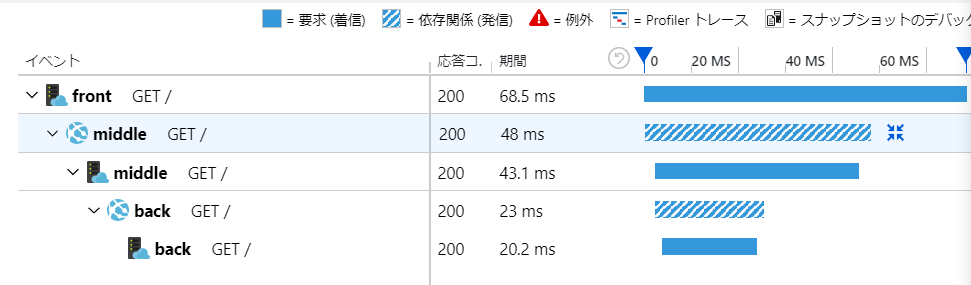 = 要求 (着信) = 依存関係 (発信) = 例外 = Profiler トレース = スナップショットのデバッ
イベント 応答コ. 期間 0 20 MS 40 MS 60 MS
front GET / 200 68.5 ms
middle GET / 200 48 ms
middle GET / 200 43.1 ms
back GET / 200 23 ms
back GET / 200 20.2 ms